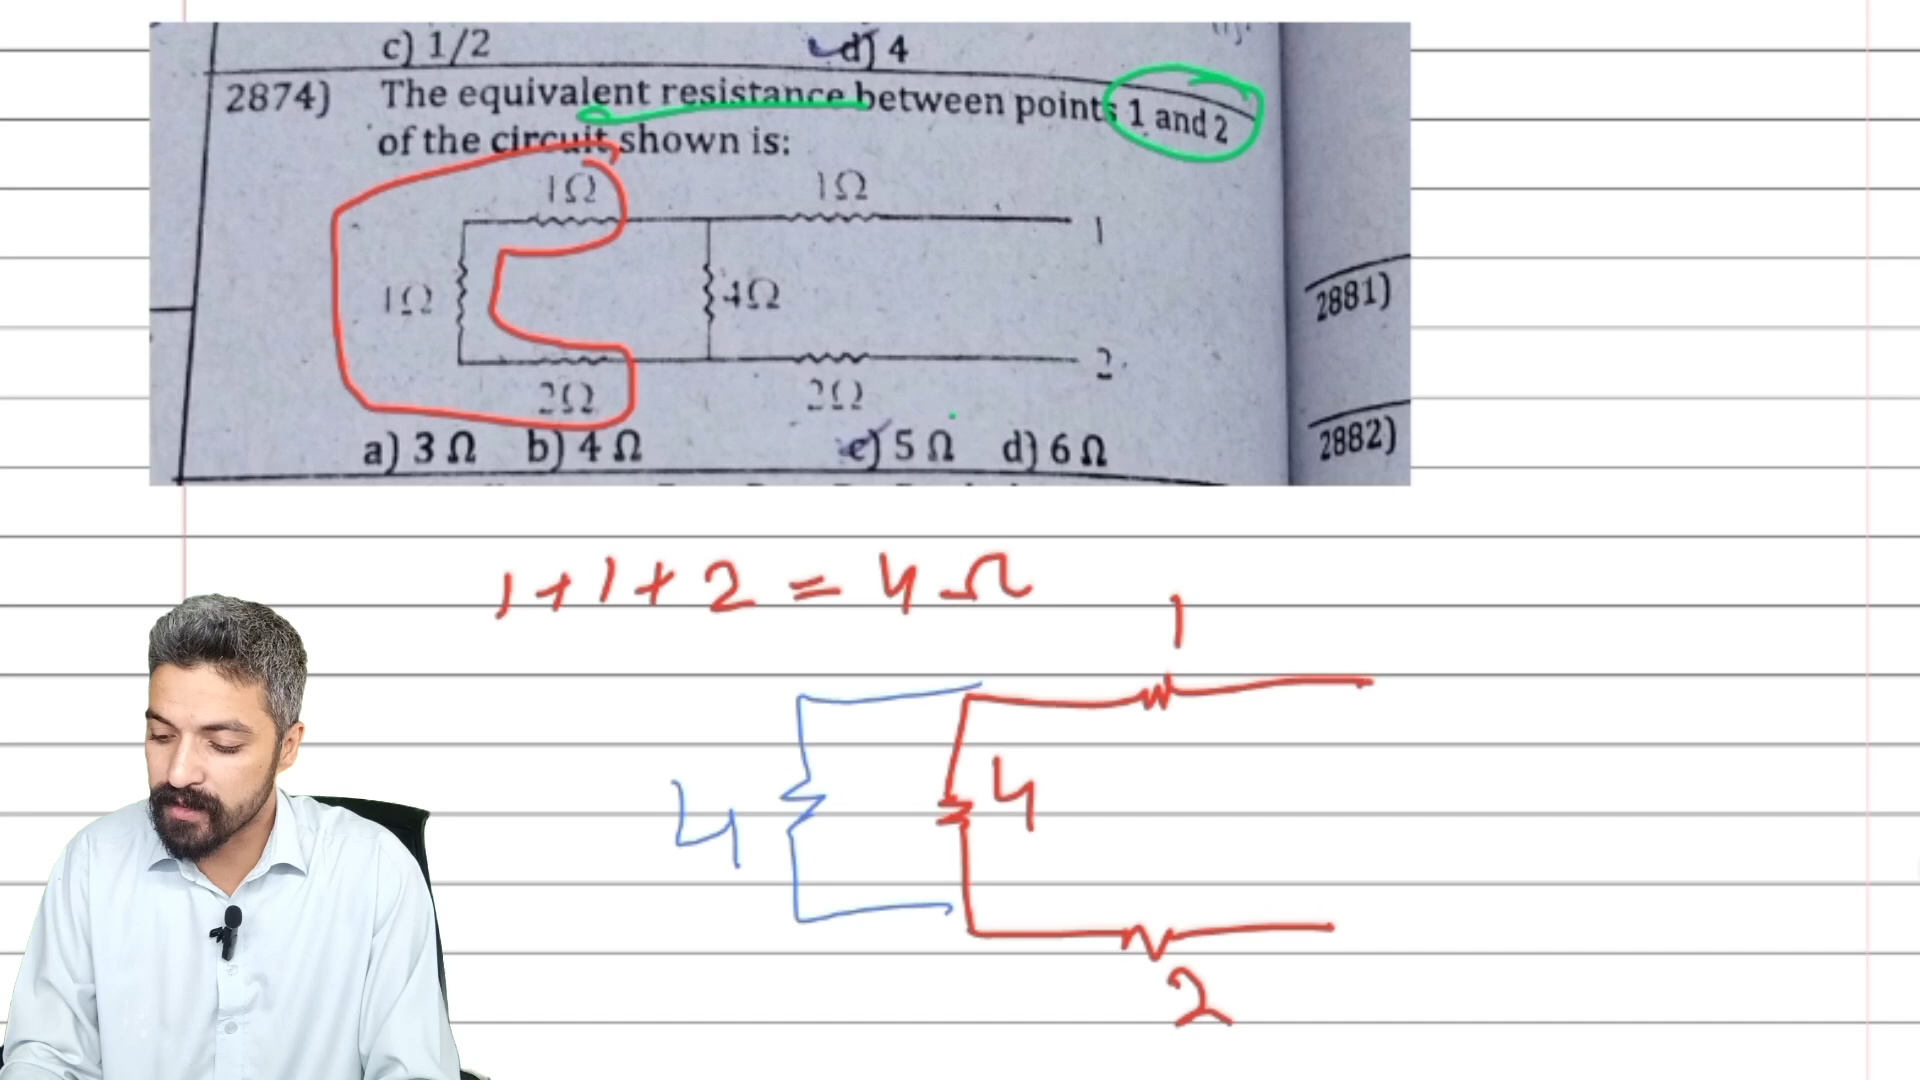 c) 1/2 d) 4
2874) The equivalent resistance between points 1 and 2
of the circuit shown is:
1Ω 1Ω
1
1Ω 4Ω
2881)
2
2Ω 2Ω
a) 3 Ω b) 4 Ω c) 5 Ω d) 6 Ω
2882)
1 + 1 + 2 = 4 Ω
1
4 4
2